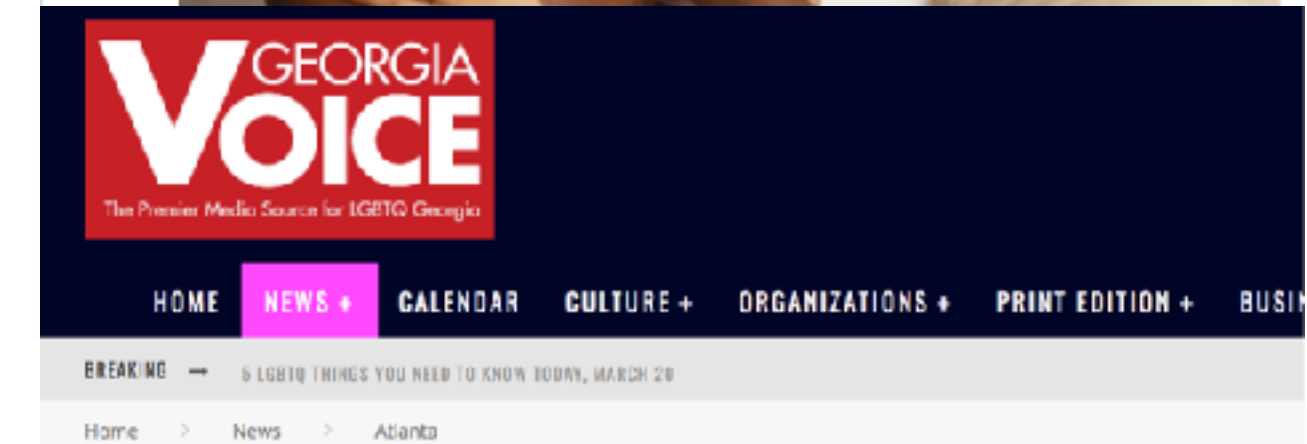 GEORGIA
VOICE
The Premier Media Source for LGBTQ Georgia
HOME NEWS + CALENDAR CULTURE + ORGANIZATIONS + PRINT EDITION + BUSIN
BREAKING → 5 LGBTQ THINGS YOU NEED TO KNOW TODAY, MARCH 20
Home > News > Atlanta